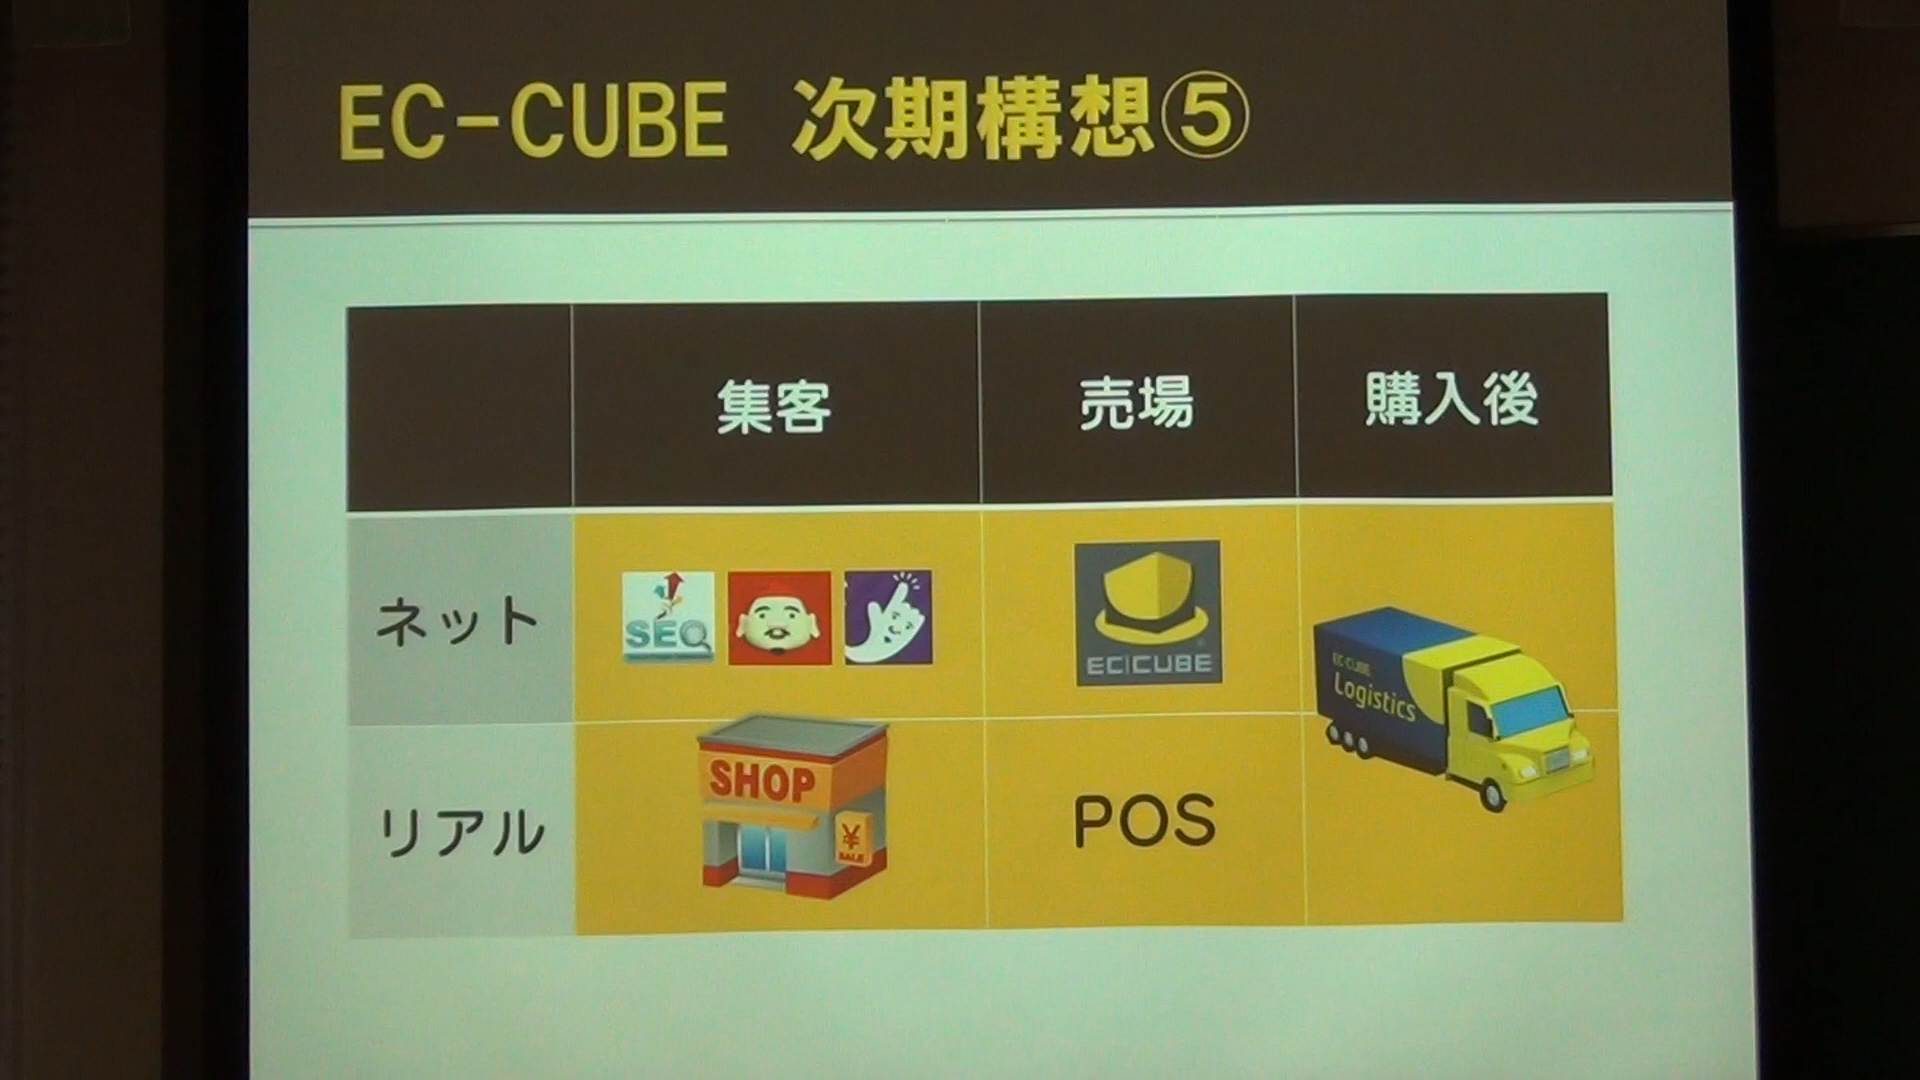 EC-CUBE 次期構想⑤
集客 売場 購入後
ネット
SEO
EC CUBE
EC-CUBE
Logistics
リアル
SHOP
¥
SALE
POS